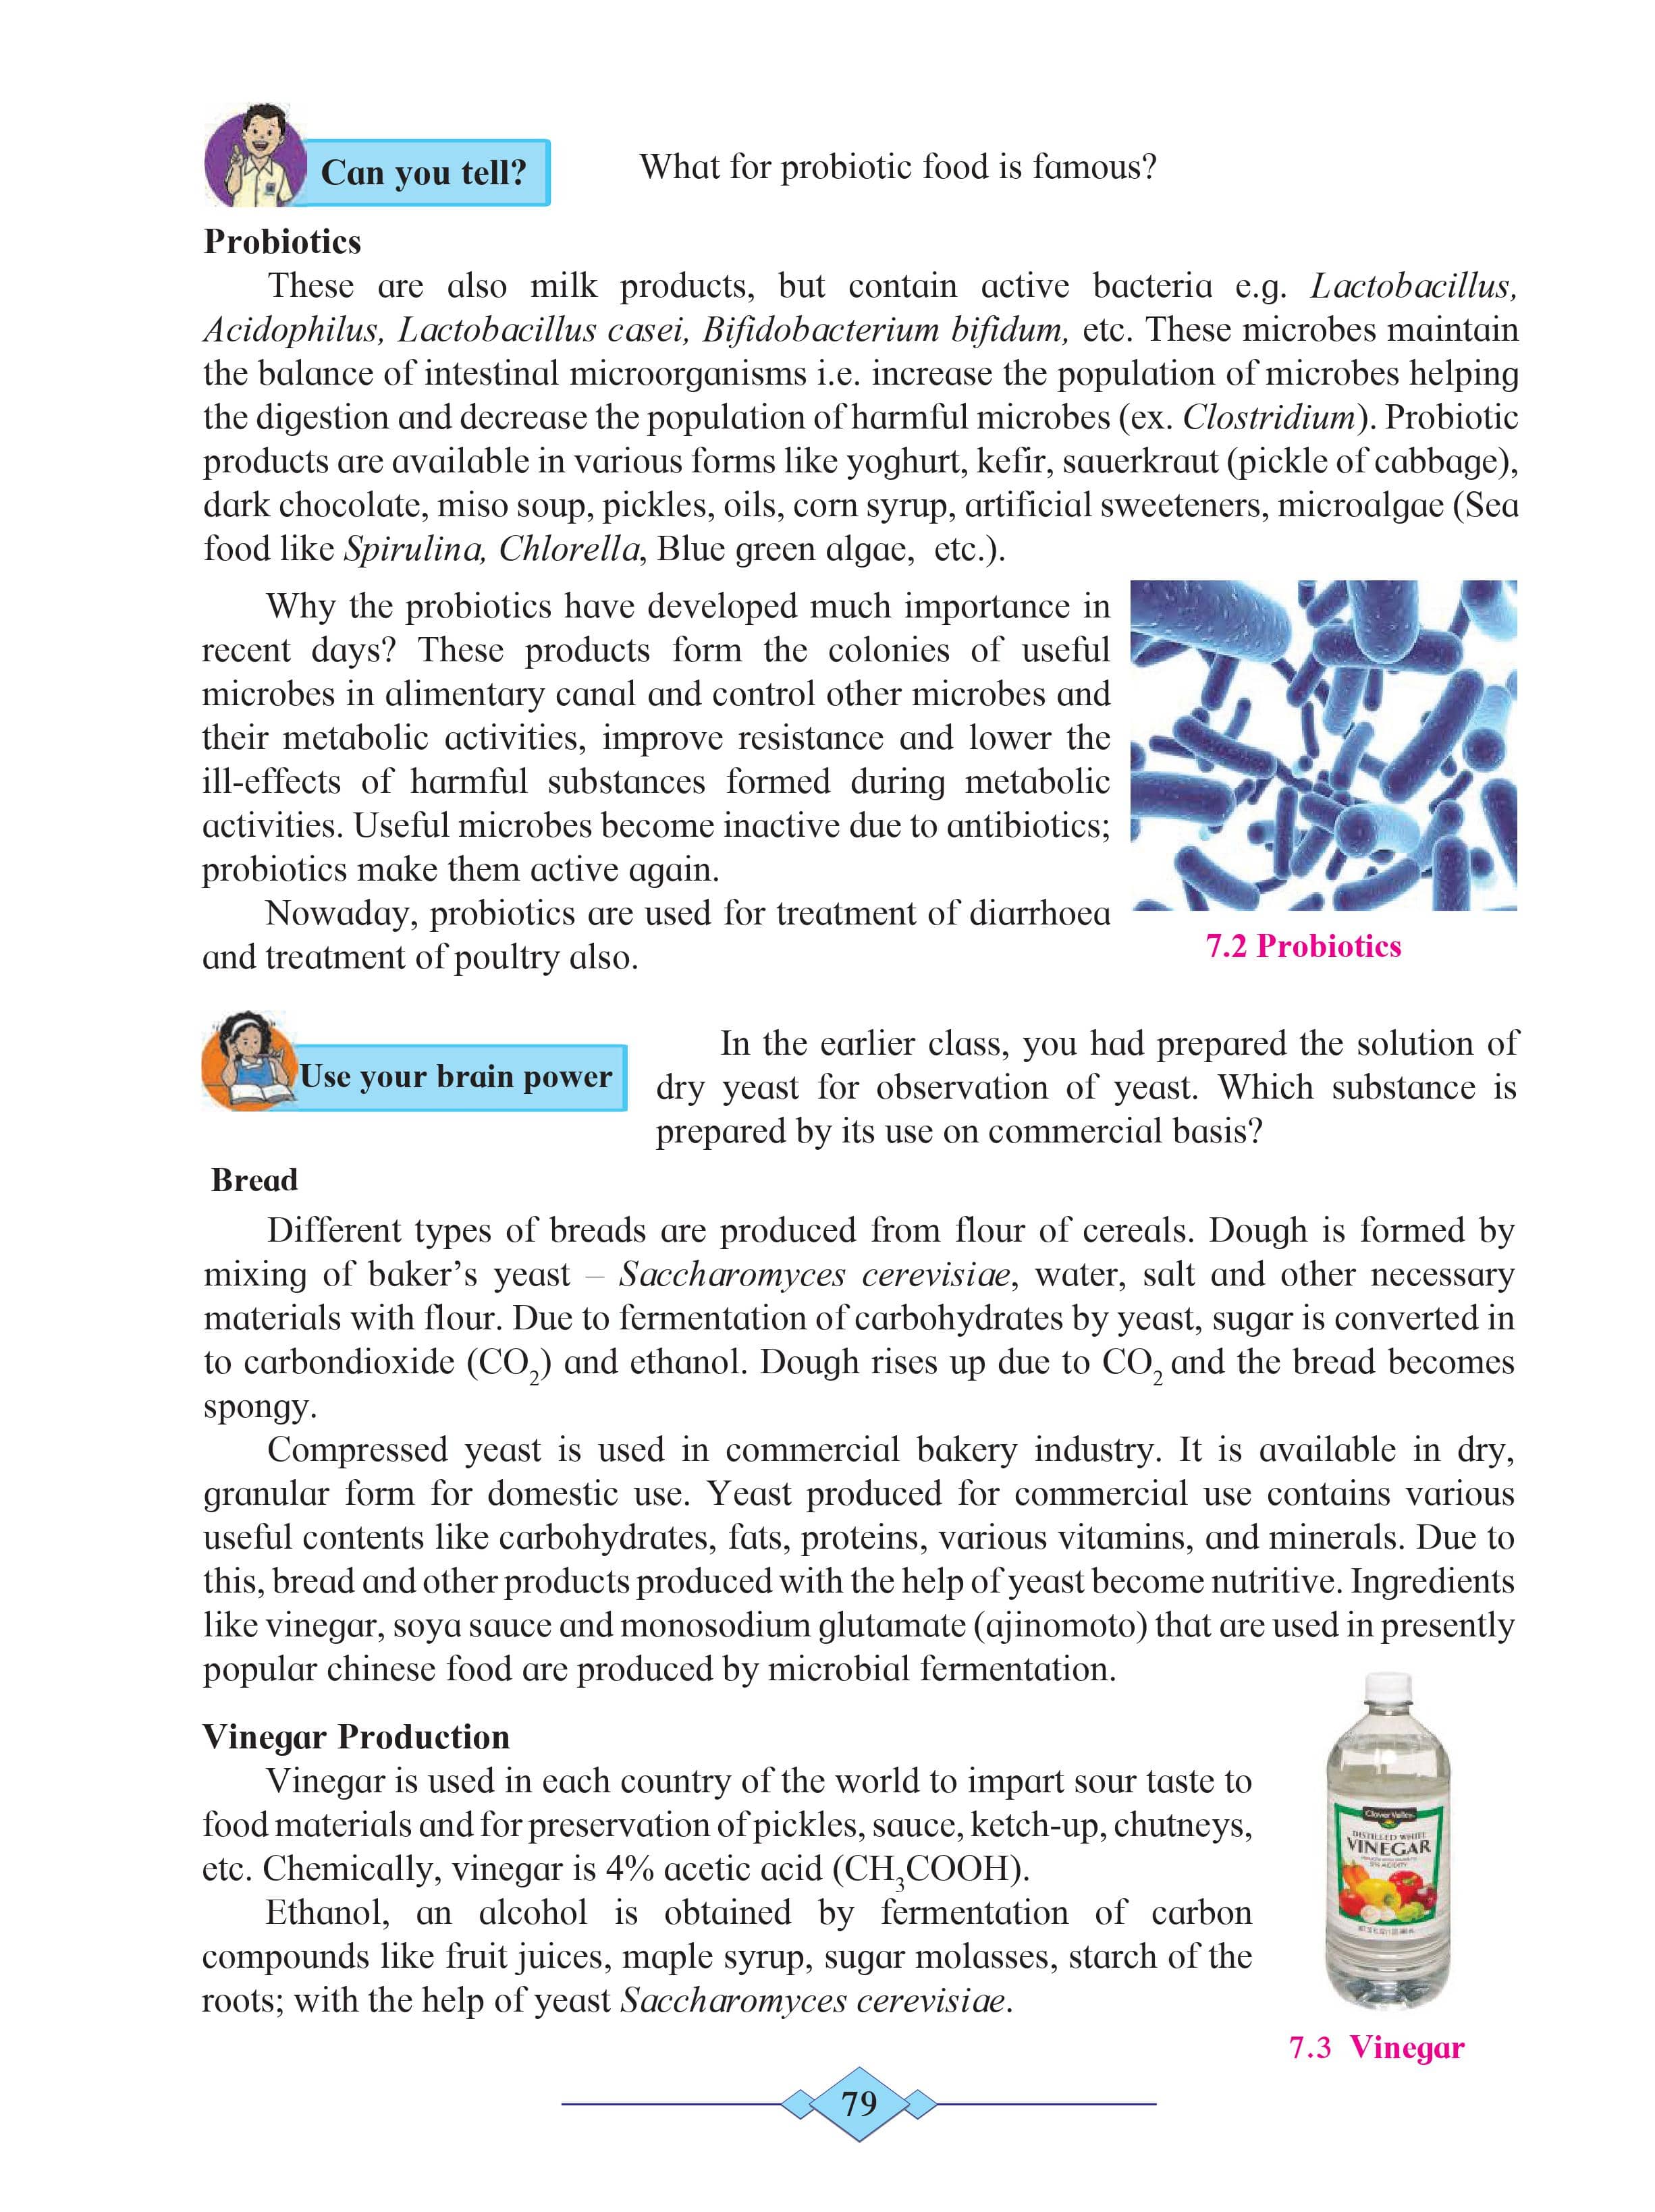 Can you tell?
What for probiotic food is famous?
Probiotics
These are also milk products, but contain active bacteria e.g. Lactobacillus,
Acidophilus, Lactobacillus casei, Bifidobacterium bifidum, etc. These microbes maintain
the balance of intestinal microorganisms i.e. increase the population of microbes helping
the digestion and decrease the population of harmful microbes (ex. Clostridium). Probiotic
products are available in various forms like yoghurt, kefir, sauerkraut (pickle of cabbage),
dark chocolate, miso soup, pickles, oils, corn syrup, artificial sweeteners, microalgae (Sea
food like Spirulina, Chlorella, Blue green algae, etc.).
Why the probiotics have developed much importance in
recent days? These products form the colonies of useful
microbes in alimentary canal and control other microbes and
their metabolic activities, improve resistance and lower the
ill-effects of harmful substances formed during metabolic
activities. Useful microbes become inactive due to antibiotics;
probiotics make them active again.
Nowaday, probiotics are used for treatment of diarrhoea
and treatment of poultry also.
7.2 Probiotics
Use your brain power
In the earlier class, you had prepared the solution of
dry yeast for observation of yeast. Which substance is
prepared by its use on commercial basis?
Bread
Different types of breads are produced from flour of cereals. Dough is formed by
mixing of baker’s yeast – Saccharomyces cerevisiae, water, salt and other necessary
materials with flour. Due to fermentation of carbohydrates by yeast, sugar is converted in
to carbondioxide (CO₂) and ethanol. Dough rises up due to CO₂ and the bread becomes
spongy.
Compressed yeast is used in commercial bakery industry. It is available in dry,
granular form for domestic use. Yeast produced for commercial use contains various
useful contents like carbohydrates, fats, proteins, various vitamins, and minerals. Due to
this, bread and other products produced with the help of yeast become nutritive. Ingredients
like vinegar, soya sauce and monosodium glutamate (ajinomoto) that are used in presently
popular chinese food are produced by microbial fermentation.
Vinegar Production
Vinegar is used in each country of the world to impart sour taste to
food materials and for preservation of pickles, sauce, ketch-up, chutneys,
etc. Chemically, vinegar is 4% acetic acid (CH₃COOH).
Ethanol, an alcohol is obtained by fermentation of carbon
compounds like fruit juices, maple syrup, sugar molasses, starch of the
roots; with the help of yeast Saccharomyces cerevisiae.
Clover Valley
DISTILLED WHITE
VINEGAR
5% ACIDITY
7.3 Vinegar
79